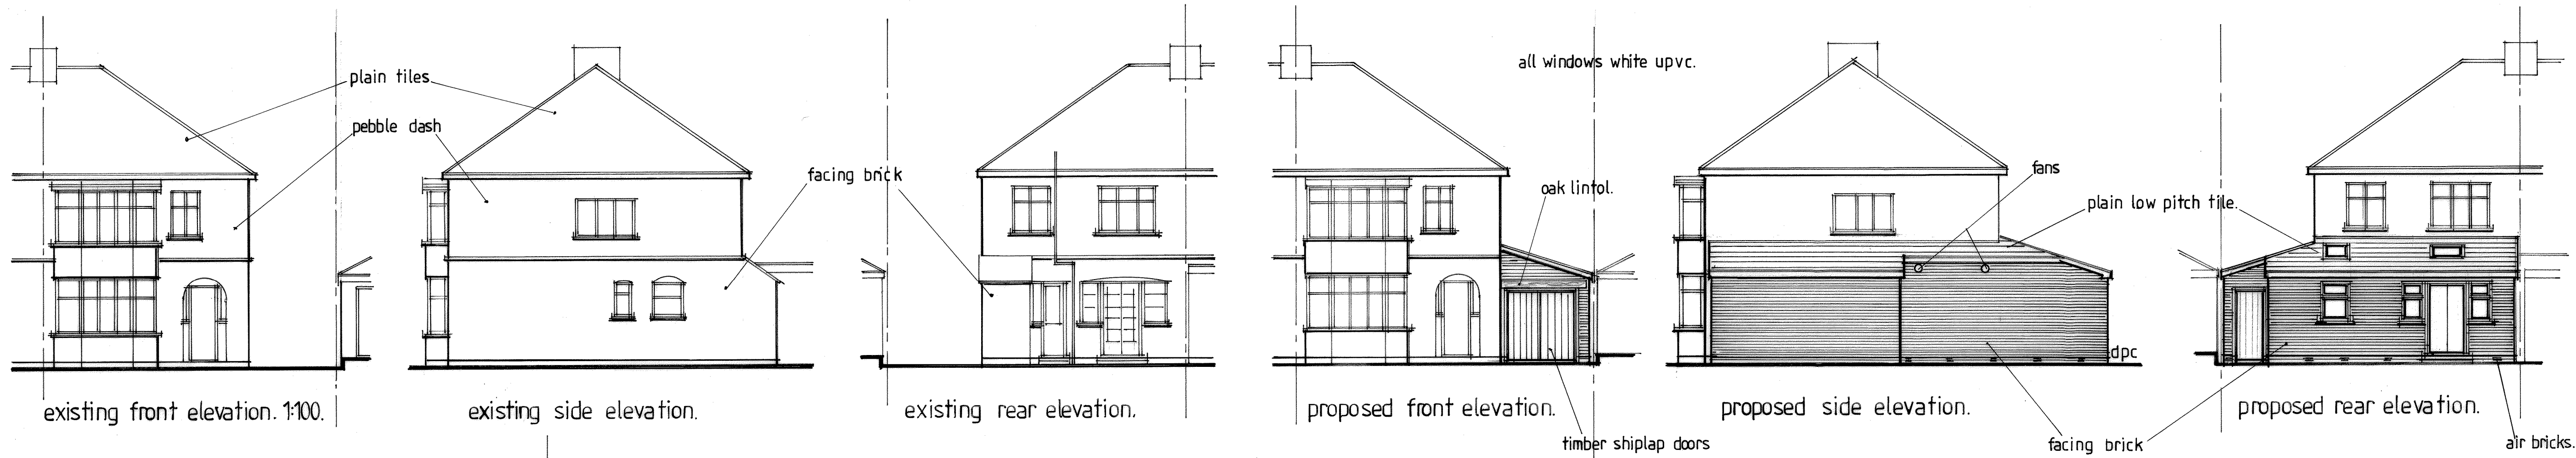 plain tiles
pebble dash
facing brick
all windows white upvc.
oak lintol.
fans
plain low pitch tile.
dpc
existing front elevation. 1:100.
existing side elevation.
existing rear elevation.
proposed front elevation.
proposed side elevation.
proposed rear elevation.
timber shiplap doors
facing brick
air bricks.